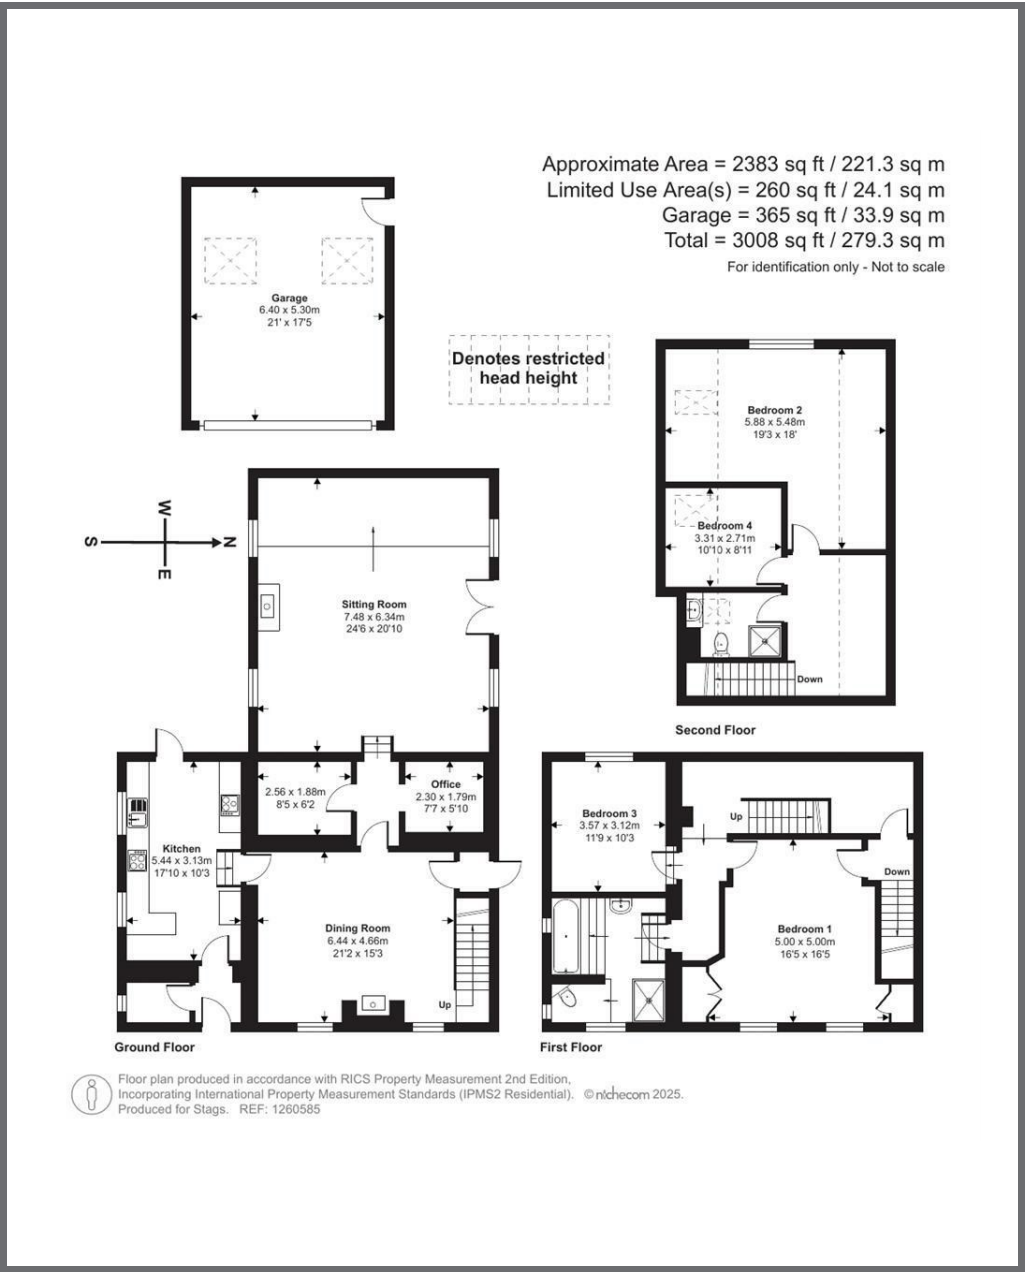 Approximate Area = 2383 sq ft / 221.3 sq m
Limited Use Area(s) = 260 sq ft / 24.1 sq m
Garage = 365 sq ft / 33.9 sq m
Total = 3008 sq ft / 279.3 sq m
For identification only - Not to scale
Garage
6.40 x 5.30m
21' x 17'5
Denotes restricted
head height
Bedroom 2
5.88 x 5.48m
19'3 x 18'
Bedroom 4
3.31 x 2.71m
10'10 x 8'11
Down
Second Floor
W
S
N
E
Sitting Room
7.48 x 6.34m
24'6 x 20'10
2.56 x 1.88m
8'5 x 6'2
Office
2.30 x 1.79m
7'7 x 5'10
Kitchen
5.44 x 3.13m
17'10 x 10'3
Dining Room
6.44 x 4.66m
21'2 x 15'3
Up
Ground Floor
Bedroom 3
3.57 x 3.12m
11'9 x 10'3
Up
Down
Bedroom 1
5.00 x 5.00m
16'5 x 16'5
First Floor
Floor plan produced in accordance with RICS Property Measurement 2nd Edition,
Incorporating International Property Measurement Standards (IPMS2 Residential). © nichecom 2025.
Produced for Stags. REF: 1260585